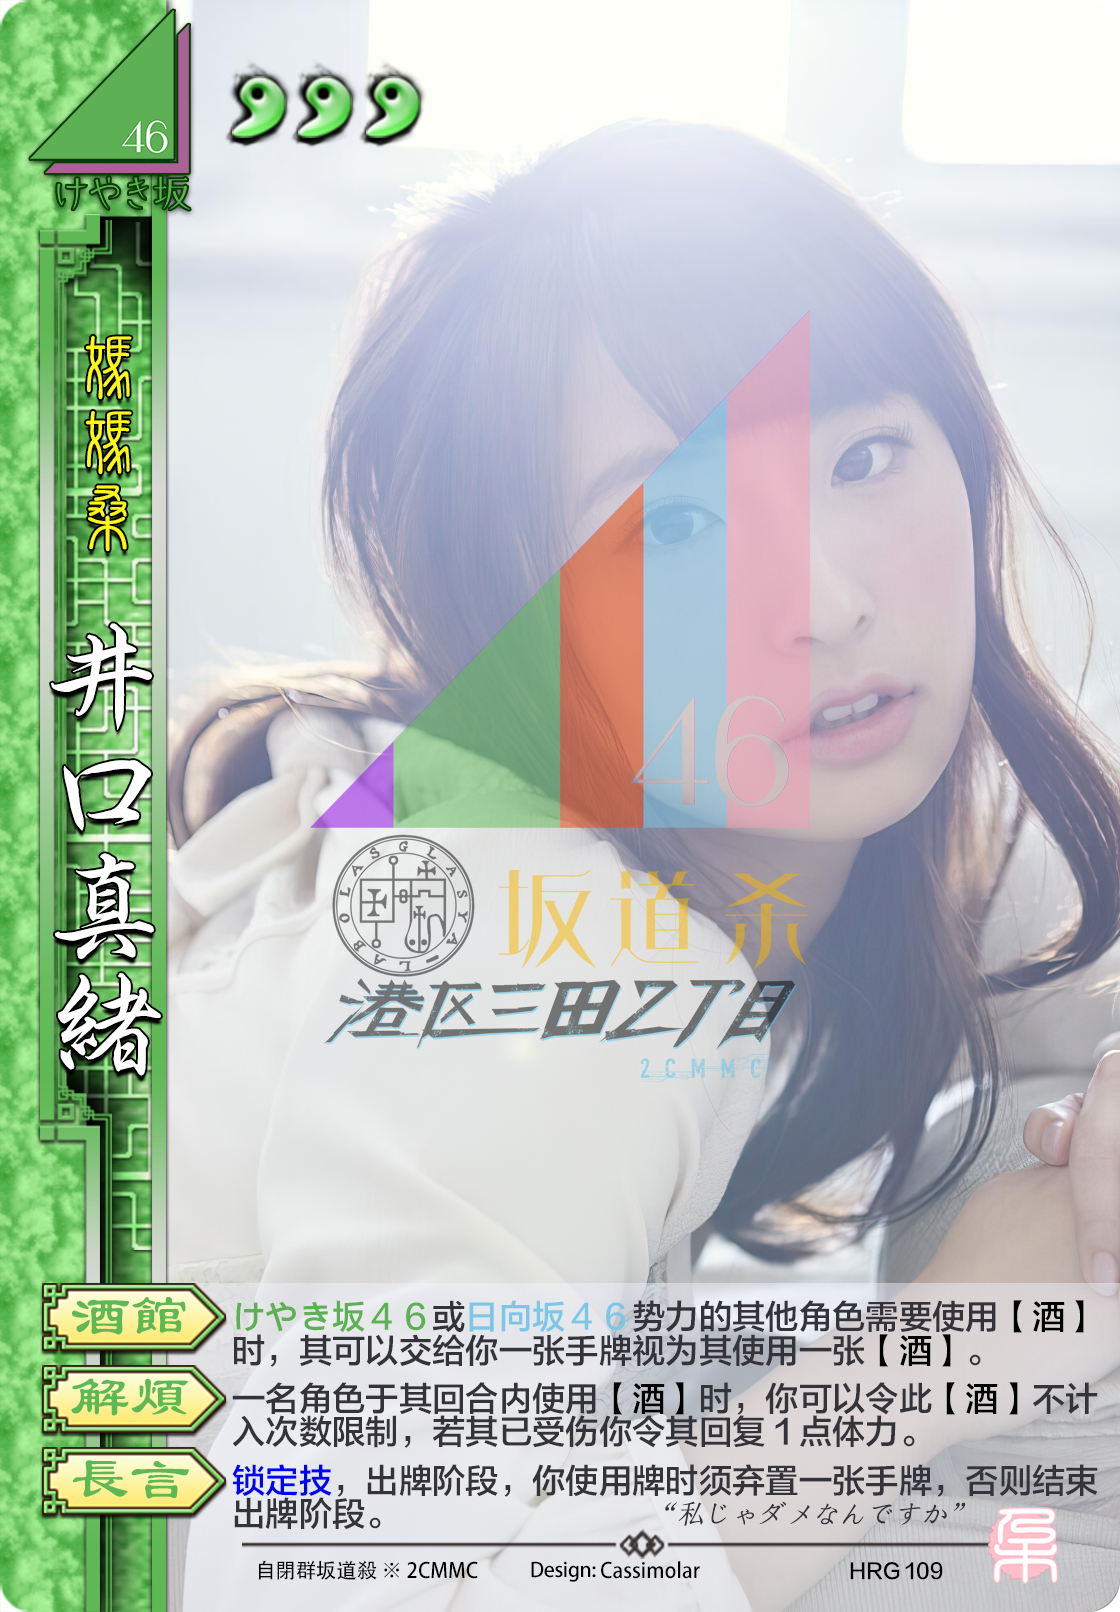 46
けやき坂
媽媽桑
井口真緒
46
GLASYA-LABOLAS
坂道杀
港区三田2丁目
2CMMC
酒館
けやき坂46或日向坂46势力的其他角色需要使用【酒】
时，其可以交给你一张手牌视为其使用一张【酒】。
解煩
一名角色于其回合内使用【酒】时，你可以令此【酒】不计
入次数限制，若其已受伤你令其回复1点体力。
長言
锁定技，出牌阶段，你使用牌时须弃置一张手牌，否则结束
出牌阶段。
“私じゃダメなんですか”
自閉群坂道殺 ※ 2CMMC
Design: Cassimolar
HRG 109